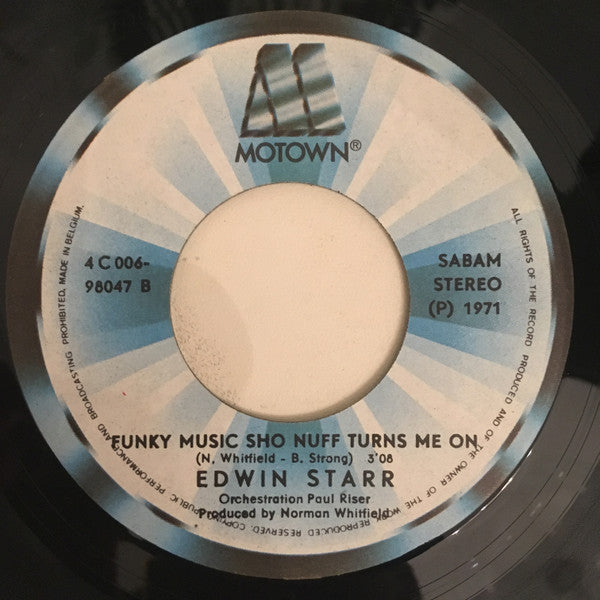 MOTOWN®
4 C 006-
98047 B
SABAM
STEREO
(P) 1971
FUNKY MUSIC SHO NUFF TURNS ME ON
(N. Whitfield - B. Strong) 3'08
EDWIN STARR
Orchestration Paul Riser
Produced by Norman Whitfield
ALL RIGHTS OF THE RECORD PRODUCER AND OF THE OWNER OF THE WORK REPRODUCED RESERVED. COPYING PUBLIC PERFORMANCE AND BROADCASTING PROHIBITED. MADE IN BELGIUM.